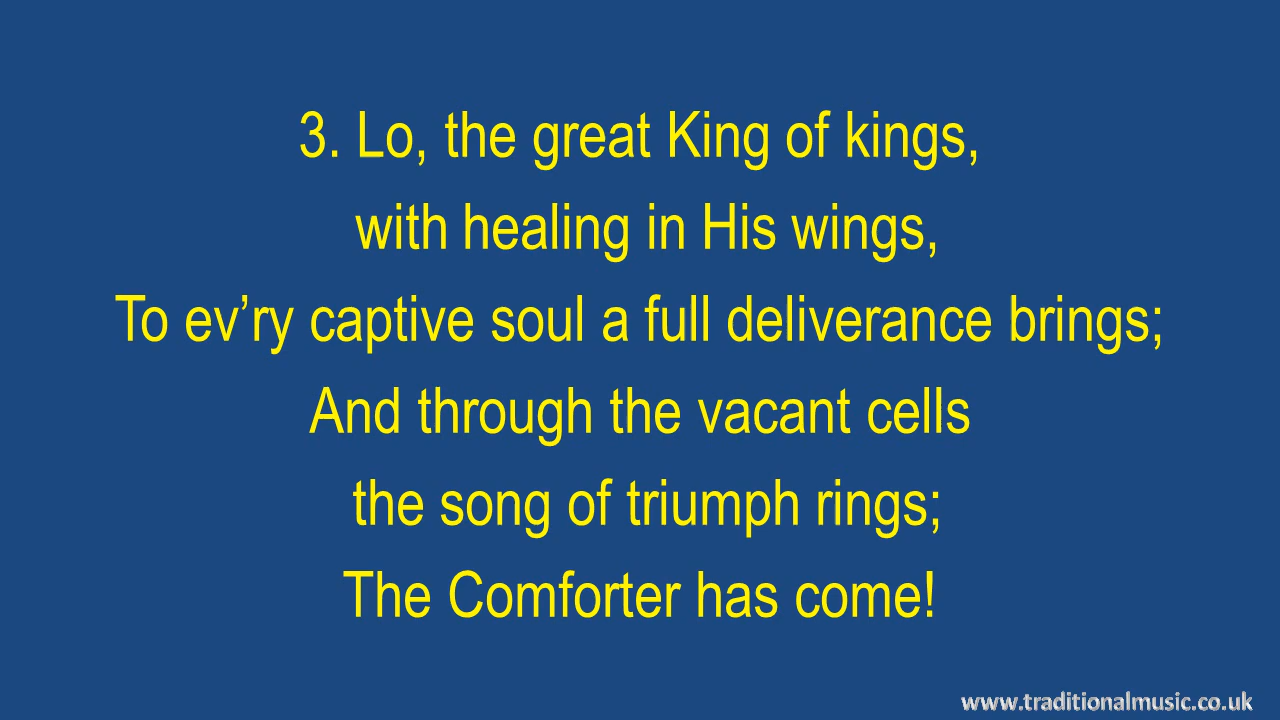 3. Lo, the great King of kings,
with healing in His wings,
To ev’ry captive soul a full deliverance brings;
And through the vacant cells
the song of triumph rings;
The Comforter has come!
www.traditionalmusic.co.uk